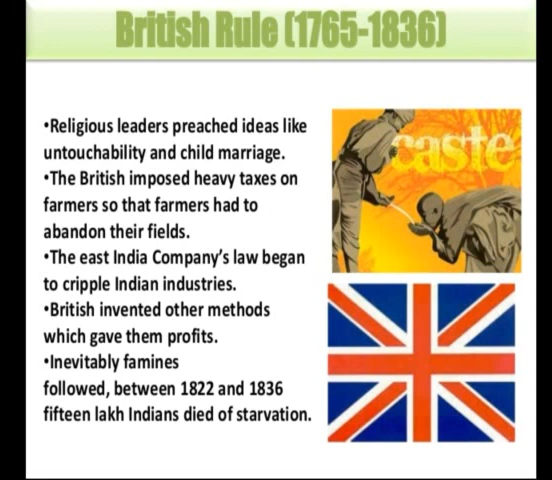 British Rule (1765-1836)
•Religious leaders preached ideas like
untouchability and child marriage.
•The British imposed heavy taxes on
farmers so that farmers had to
abandon their fields.
•The east India Company's law began
to cripple Indian industries.
•British invented other methods
which gave them profits.
•Inevitably famines
followed, between 1822 and 1836
fifteen lakh Indians died of starvation.
caste